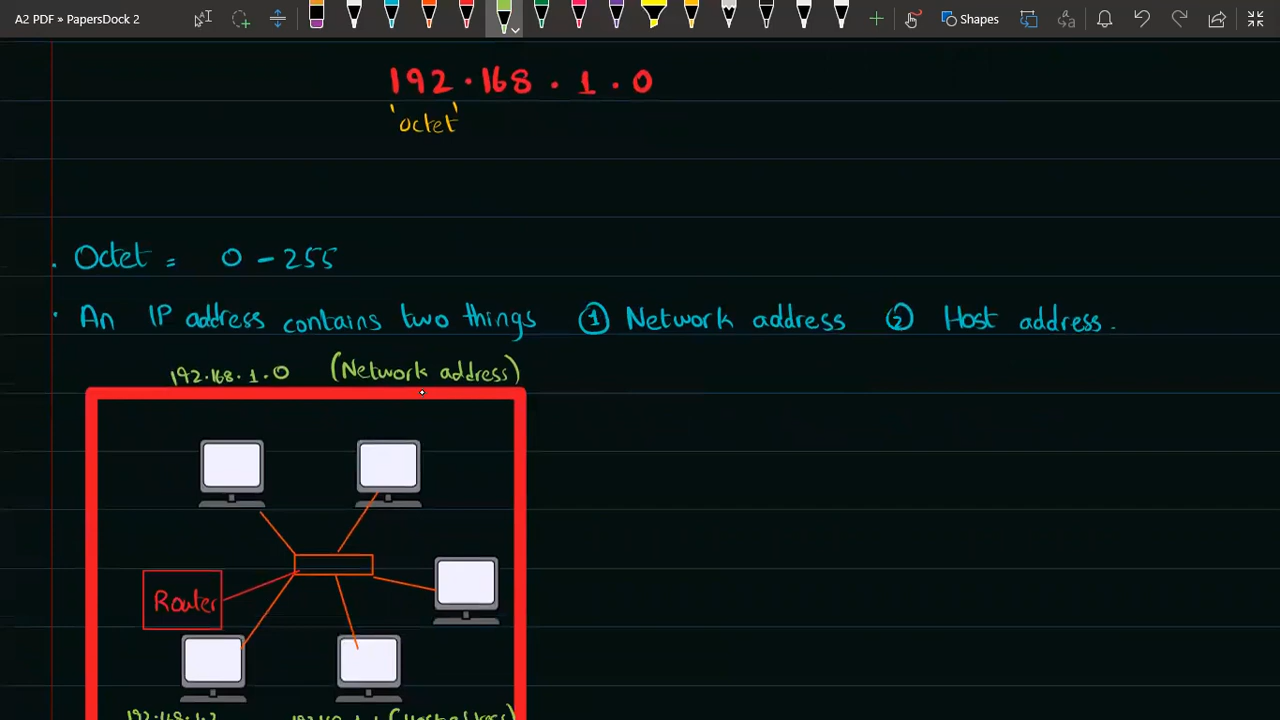 A2 PDF » PapersDock 2
Shapes
192.168.1.0
'octet'
. Octet = 0 - 255
. An IP address contains two things ① Network address ② Host address.
192.168.1.0 (Network address)
Router